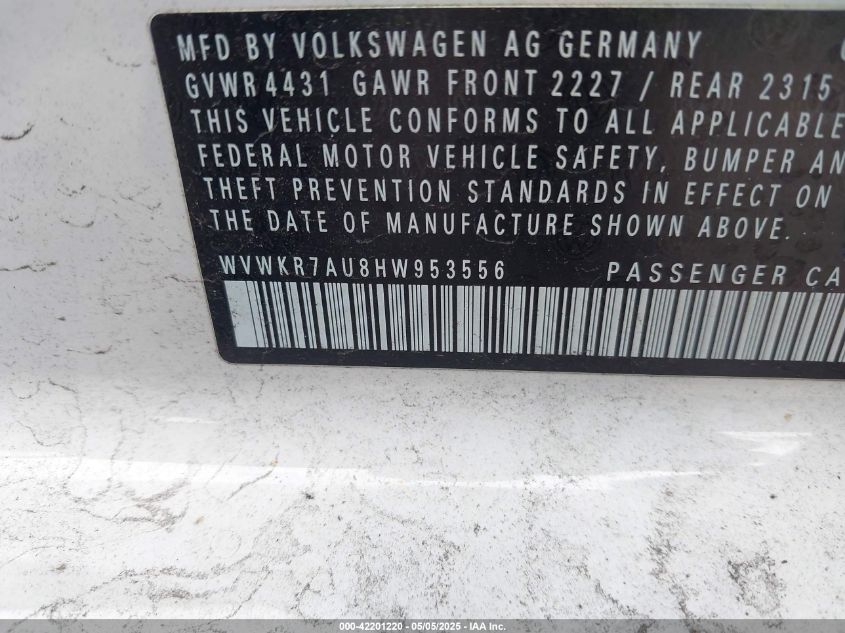 MFD BY VOLKSWAGEN AG GERMANY
GVWR 4431 GAWR FRONT 2227 / REAR 2315
THIS VEHICLE CONFORMS TO ALL APPLICABLE
FEDERAL MOTOR VEHICLE SAFETY, BUMPER AN
THEFT PREVENTION STANDARDS IN EFFECT ON
THE DATE OF MANUFACTURE SHOWN ABOVE.
WVWKR7AU8HW953556 PASSENGER CA
000-42201220 - 05/05/2025 - IAA Inc.